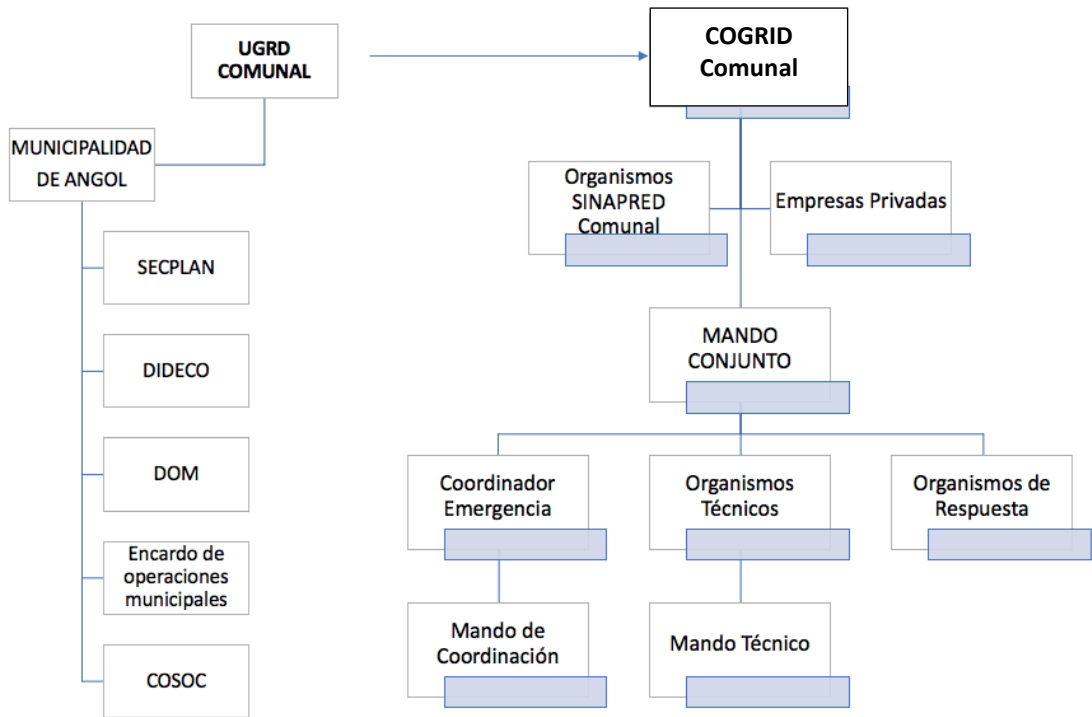 UGRD
COMUNAL
COGRID
Comunal
MUNICIPALIDAD
DE ANGOL
SECPLAN
DIDECO
DOM
Encardo de
operaciones
municipales
COSOC
Organismos
SINAPRED
Comunal
Empresas Privadas
MANDO
CONJUNTO
Coordinador
Emergencia
Organismos
Técnicos
Organismos de
Respuesta
Mando de
Coordinación
Mando Técnico